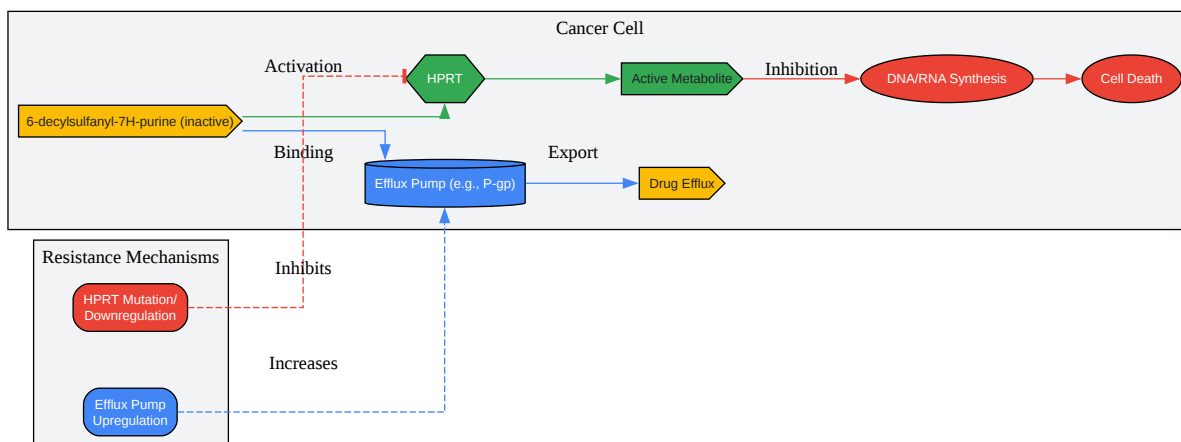 Cancer Cell
Activation
HPRT
Active Metabolite
Inhibition
DNA/RNA Synthesis
Cell Death
6-decylsulfanyl-7H-purine (inactive)
Binding
Efflux Pump (e.g., P-gp)
Export
Drug Efflux
Resistance Mechanisms
Inhibits
HPRT Mutation/
Downregulation
Increases
Efflux Pump
Upregulation